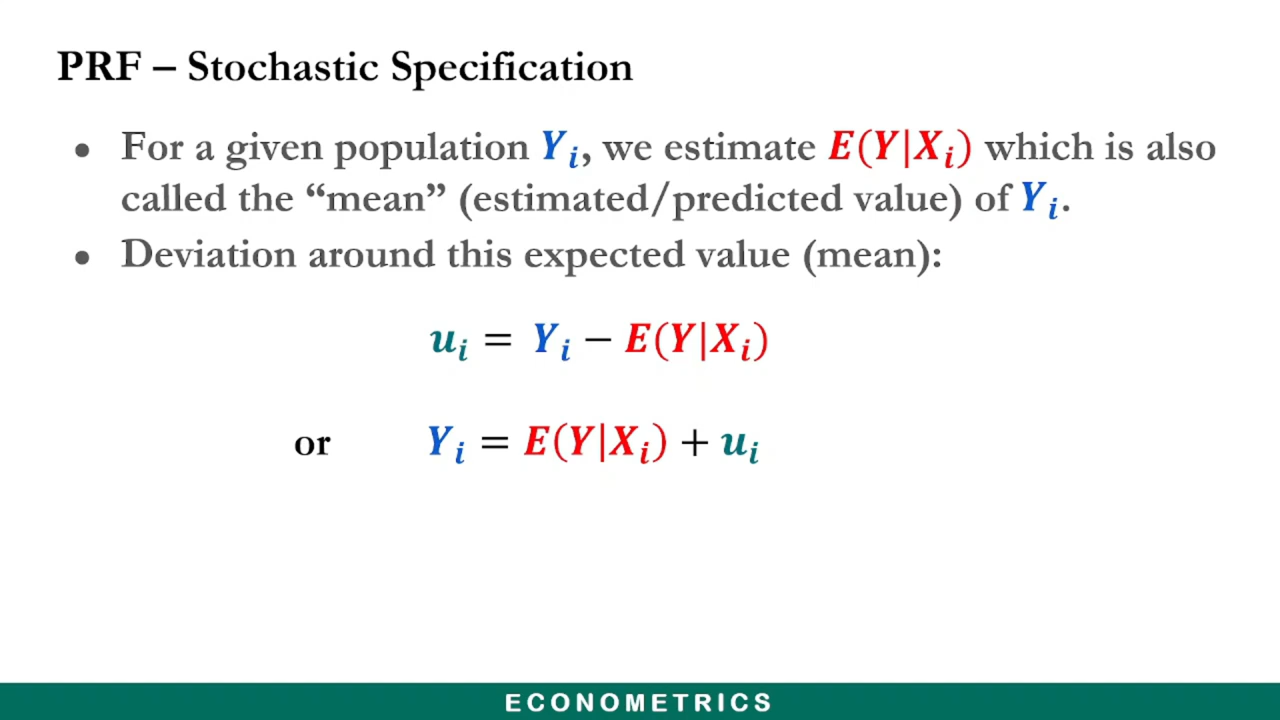 PRF – Stochastic Specification
• For a given population Yᵢ, we estimate E(Y|Xᵢ) which is also
called the “mean” (estimated/predicted value) of Yᵢ.
• Deviation around this expected value (mean):
uᵢ = Yᵢ − E(Y|Xᵢ)
or Yᵢ = E(Y|Xᵢ) + uᵢ
ECONOMETRICS